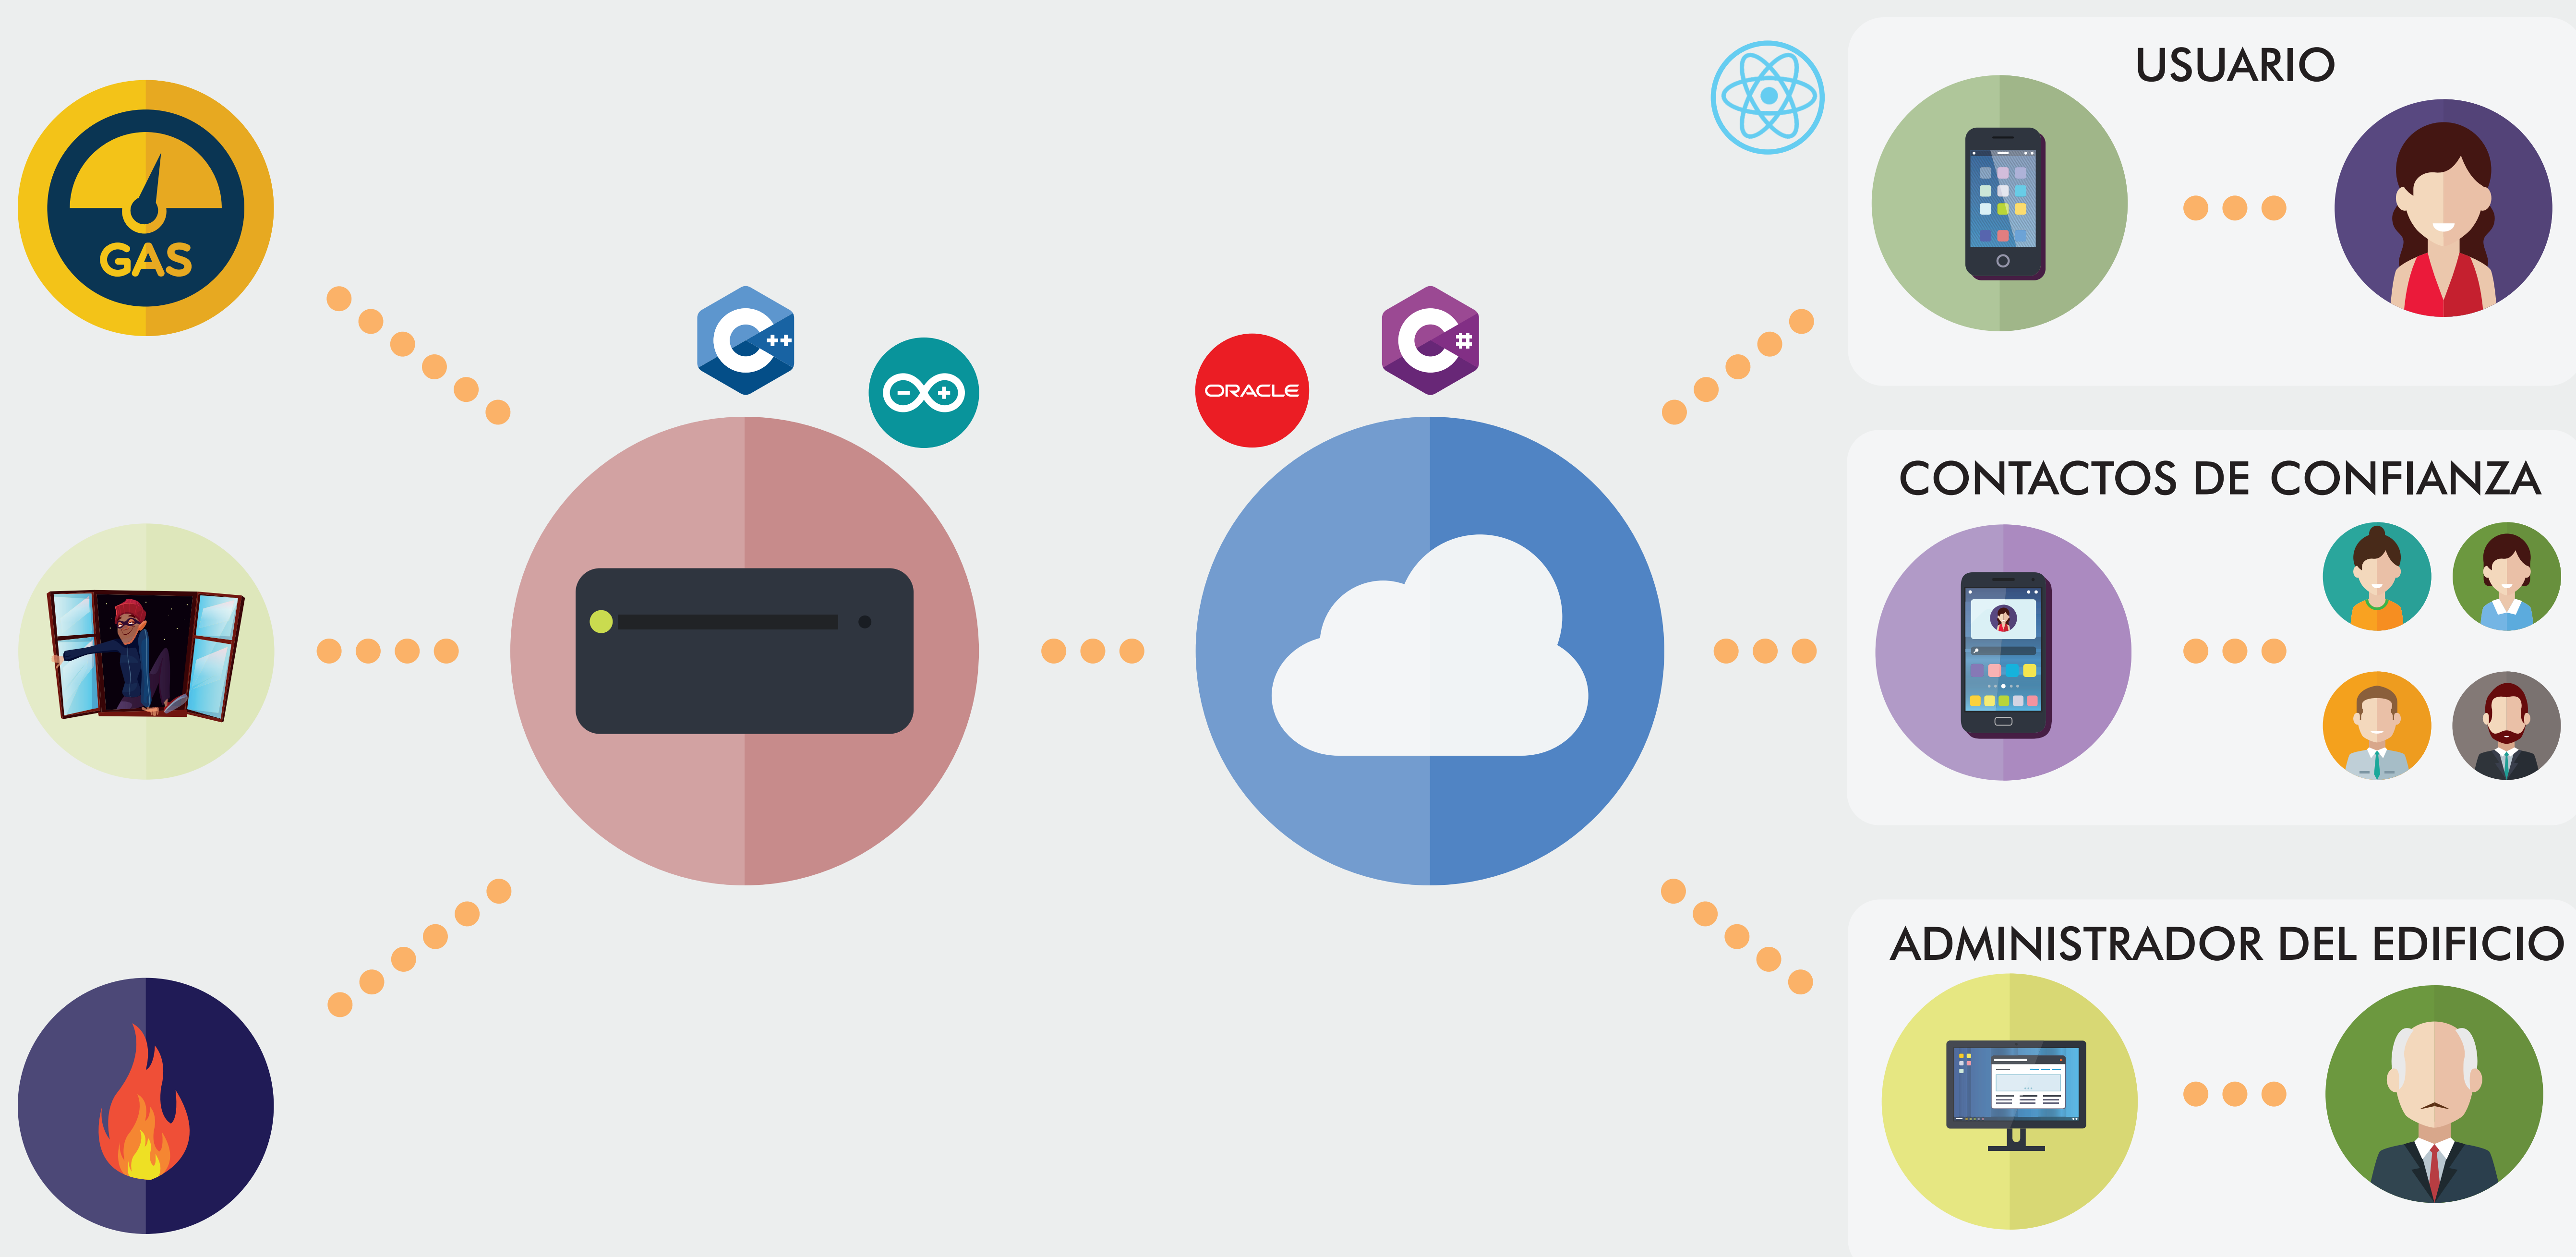 USUARIO
GAS
C++
ORACLE
C#
CONTACTOS DE CONFIANZA
ADMINISTRADOR DEL EDIFICIO